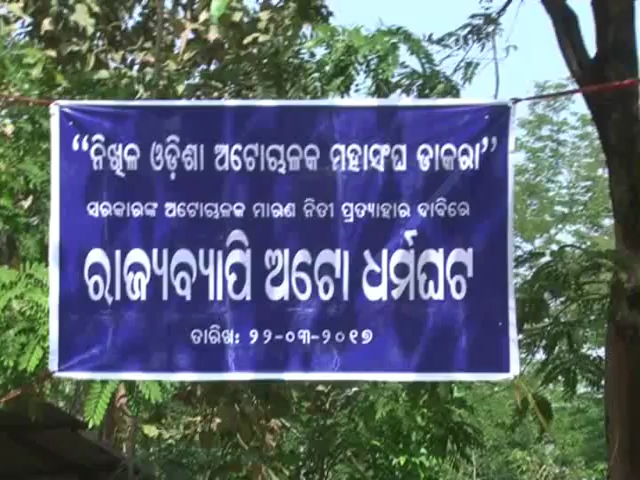 “ନିଖିଳ ଓଡ଼ିଶା ଅଟୋଚାଳକ ମହାସଂଘ ଡାକରା”
ସରକାରଙ୍କ ଅଟୋଚାଳକ ମାରଣ ନିତୀ ପ୍ରତ୍ୟାହାର ଦାବିରେ
ରାଜ୍ୟବ୍ୟାପି ଅଟୋ ଧର୍ମଘଟ
ତାରିଖ: ୨୨-୦୩-୨୦୧୭